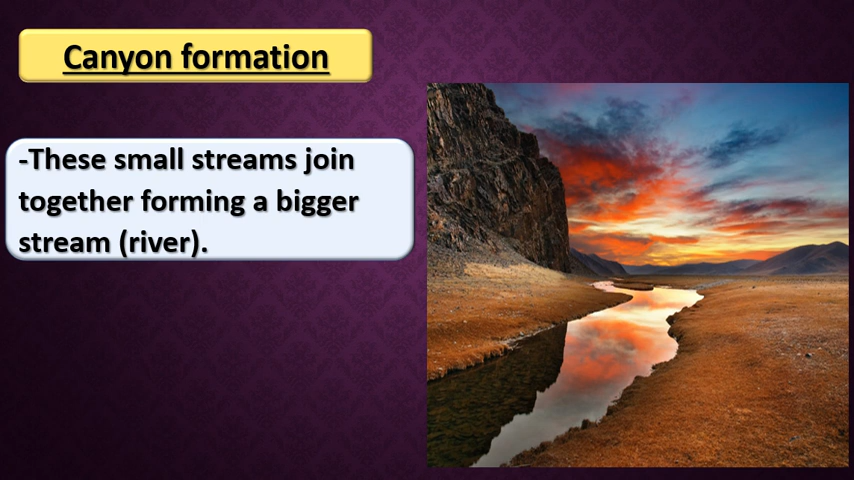 Canyon formation
-These small streams join
together forming a bigger
stream (river).